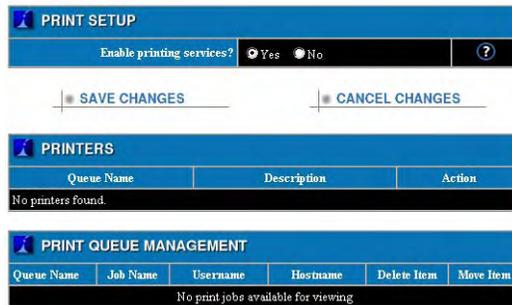 PRINT SETUP
Enable printing services? Yes No ?
SAVE CHANGES CANCEL CHANGES
PRINTERS
Queue Name Description Action
No printers found.
PRINT QUEUE MANAGEMENT
Queue Name Job Name Username Hostname Delete Item Move Item
No print jobs available for viewing